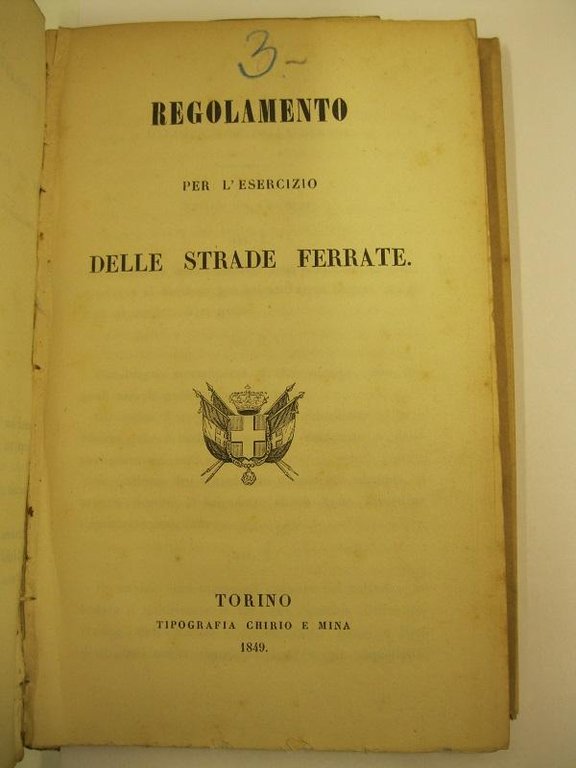 3.-
REGOLAMENTO
PER L'ESERCIZIO
DELLE STRADE FERRATE.
TORINO
TIPOGRAFIA CHIRIO E MINA
1849.